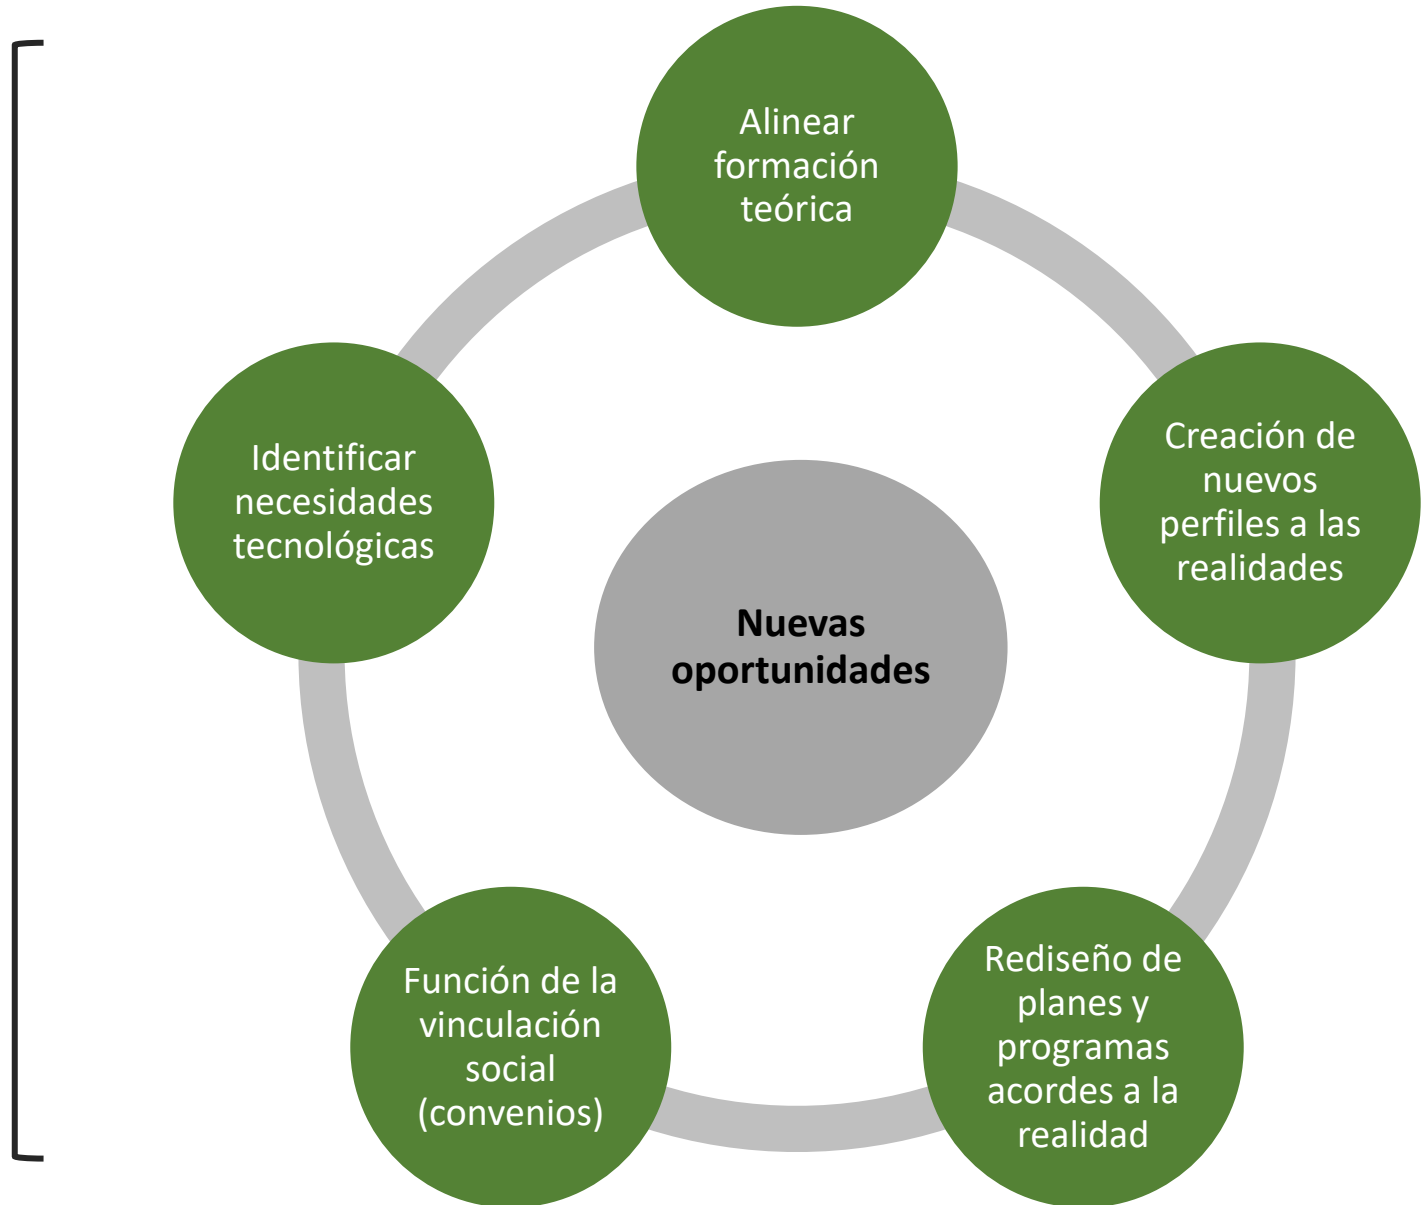 Alinear
formación
teórica
Creación de
nuevos
perfiles a las
realidades
Rediseño de
planes y
programas
acordes a la
realidad
Función de la
vinculación
social
(convenios)
Identificar
necesidades
tecnológicas
Nuevas
oportunidades